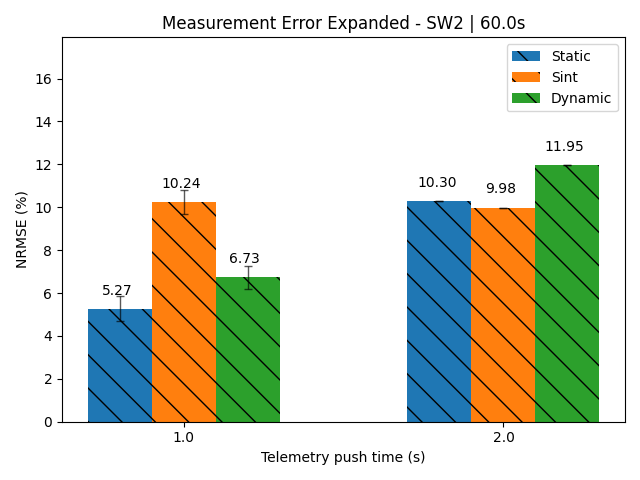 Measurement Error Expanded - SW2 | 60.0s
Static
Sint
Dynamic
NRMSE (%)
16
14
12
10
8
6
4
2
0
5.27
10.24
6.73
10.30
9.98
11.95
1.0
2.0
Telemetry push time (s)